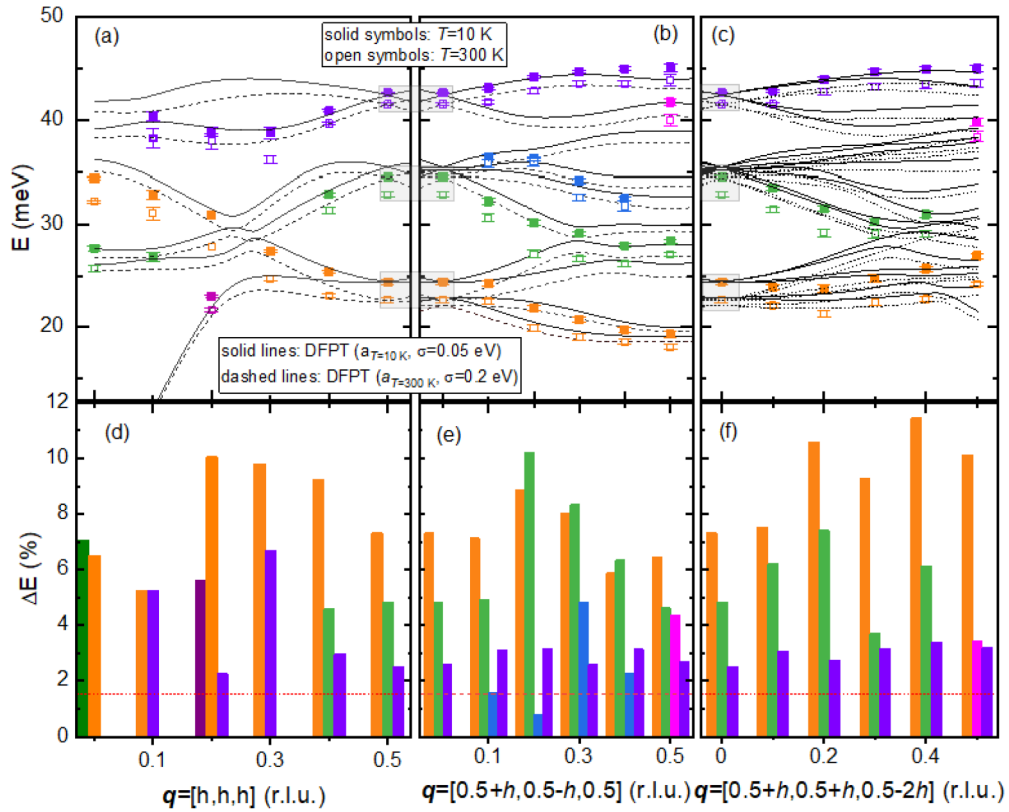 50
40
30
20
E (meV)
(a)
solid symbols: T=10 K
open symbols: T=300 K
(b)
(c)
solid lines: DFPT (aT=10 K, σ=0.05 eV)
dashed lines: DFPT (aT=300 K, σ=0.2 eV)
12
10
8
6
4
2
0
ΔE (%)
(d)
(e)
(f)
0.1 0.3 0.5
0.1 0.3 0.5
0 0.2 0.4
q=[h,h,h] (r.l.u.)
q=[0.5+h,0.5-h,0.5] (r.l.u.)
q=[0.5+h,0.5+h,0.5-2h] (r.l.u.)